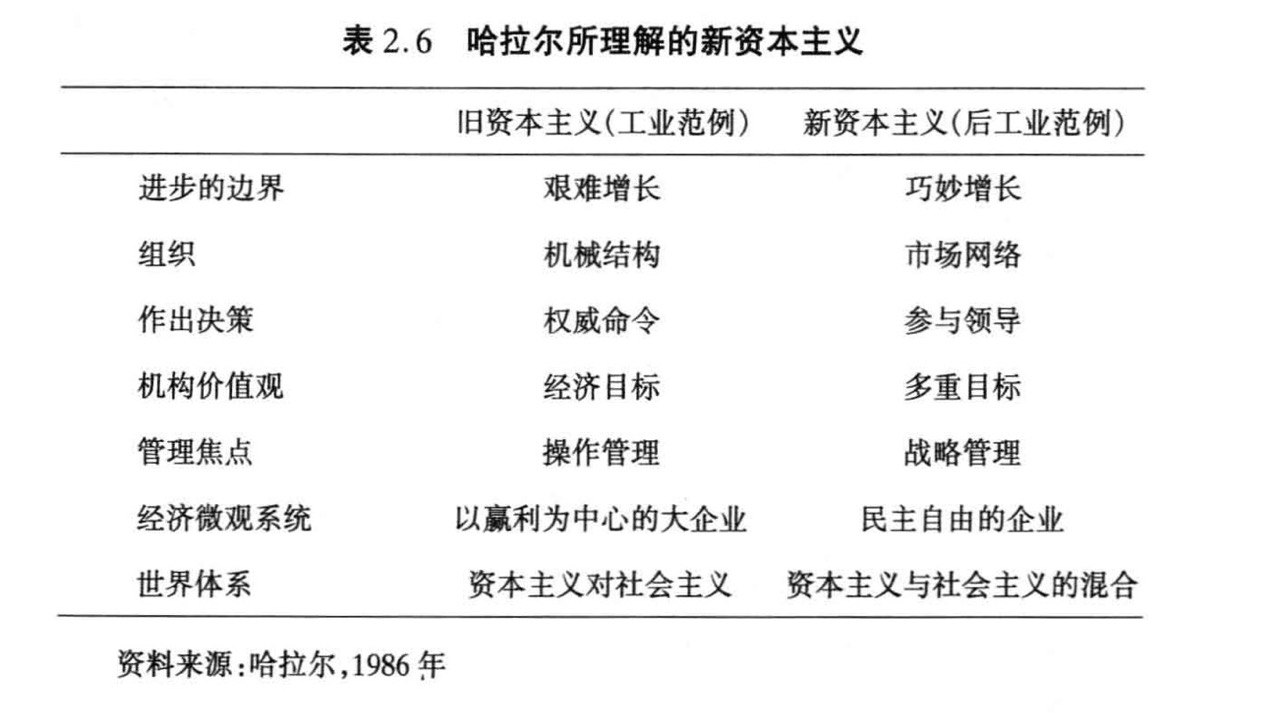 表2.6 哈拉尔所理解的新资本主义
旧资本主义(工业范例) 新资本主义(后工业范例)
进步的边界 艰难增长 巧妙增长
组织 机械结构 市场网络
作出决策 权威命令 参与领导
机构价值观 经济目标 多重目标
管理焦点 操作管理 战略管理
经济微观系统 以赢利为中心的大企业 民主自由的企业
世界体系 资本主义对社会主义 资本主义与社会主义的混合
资料来源:哈拉尔,1986年